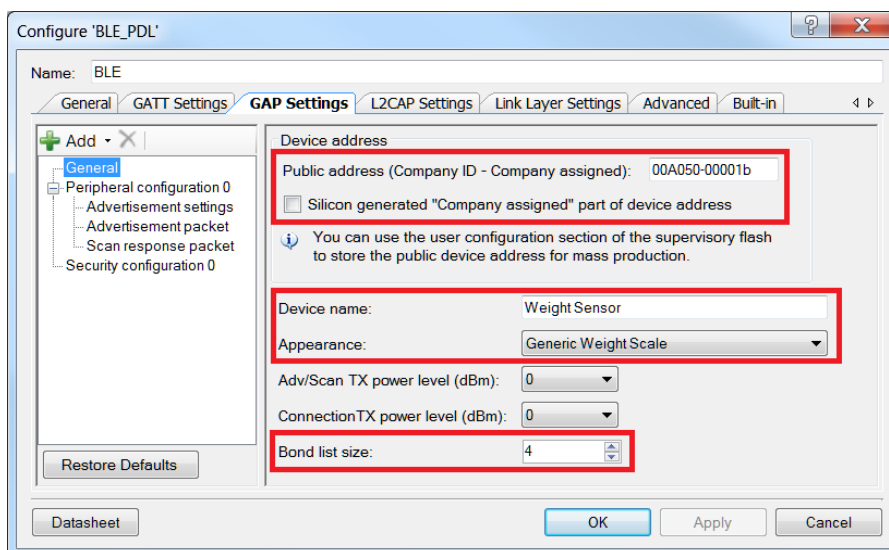 Configure 'BLE_PDL'
Name: BLE
General GATT Settings GAP Settings L2CAP Settings Link Layer Settings Advanced Built-in
Add
General
Peripheral configuration 0
Advertisement settings
Advertisement packet
Scan response packet
Security configuration 0
Restore Defaults
Device address
Public address (Company ID - Company assigned): 00A050-00001b
Silicon generated "Company assigned" part of device address
You can use the user configuration section of the supervisory flash
to store the public device address for mass production.
Device name: Weight Sensor
Appearance: Generic Weight Scale
Adv/Scan TX power level (dBm): 0
ConnectionTX power level (dBm): 0
Bond list size: 4
Datasheet OK Apply Cancel